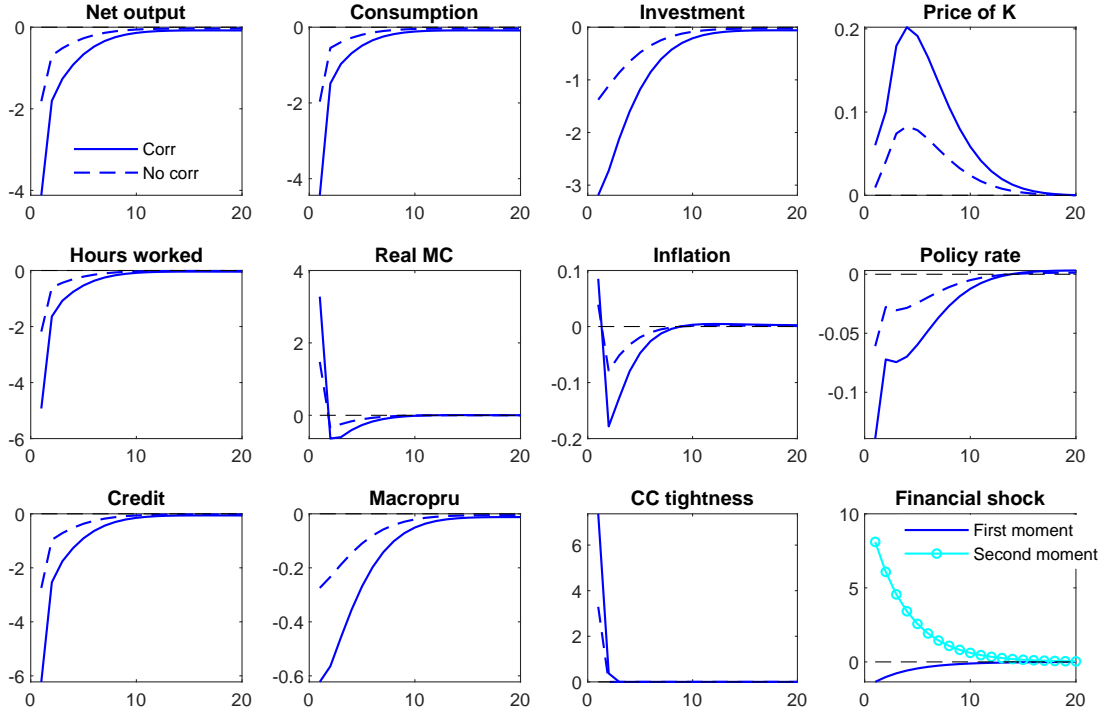 Net output
Consumption
Investment
Price of K
0
-2
-4
0 10 20
Corr
No corr
0
-2
-4
0 10 20
0
-1
-2
-3
0 10 20
0.2
0.1
0
0 10 20
Hours worked
Real MC
Inflation
Policy rate
0
-2
-4
-6
0 10 20
4
2
0
0 10 20
0.1
0
-0.1
-0.2
0 10 20
0
-0.05
-0.1
0 10 20
Credit
Macropru
CC tightness
Financial shock
0
-2
-4
-6
0 10 20
0
-0.2
-0.4
-0.6
0 10 20
6
4
2
0
0 10 20
10
5
0
0 10 20
First moment
Second moment